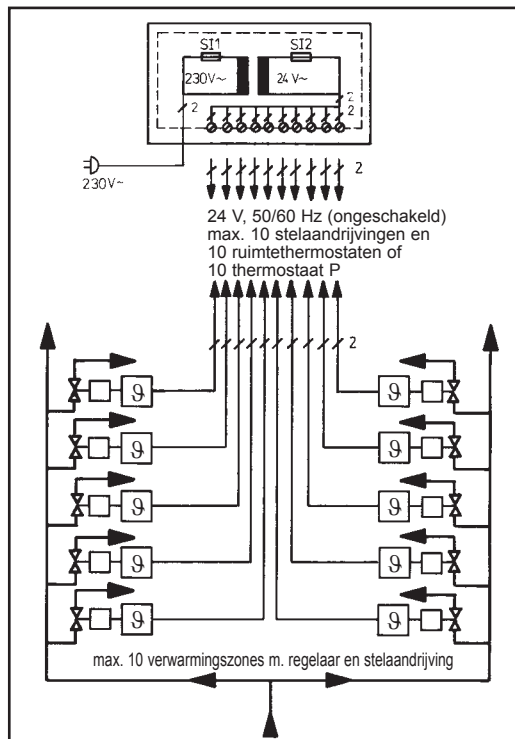 SI1 SI2
230V~ 24V~
2 2
2
230V~
2
24 V, 50/60 Hz (ongeschakeld)
max. 10 stelaandrijvingen en
10 ruimtethermostaten of
10 thermostaat P
2
ϑ ϑ
ϑ ϑ
ϑ ϑ
ϑ ϑ
ϑ ϑ
max. 10 verwarmingszones m. regelaar en stelaandrijving